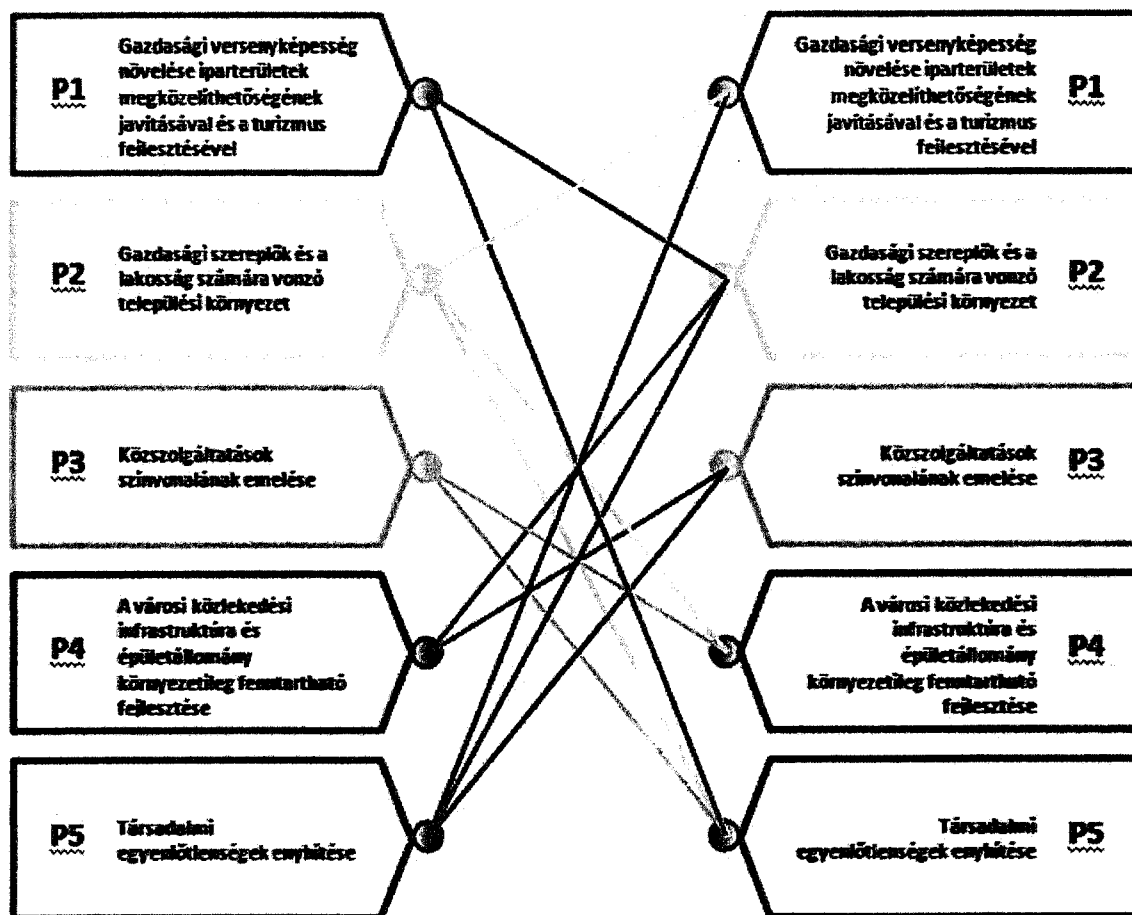 P1
Gazdasági versenyképesség
növelése iparterületek
megközelíthetőségének
javításával és a turizmus
fejlesztésével
Gazdasági versenyképesség
növelése iparterületek
megközelíthetőségének
javításával és a turizmus
fejlesztésével
P1
P2
Gazdasági szereplők és a
lakosság számára vonzó
települési környezet
Gazdasági szereplők és a
lakosság számára vonzó
települési környezet
P2
P3
Közszolgáltatások
színvonalának emelése
Közszolgáltatások
színvonalának emelése
P3
P4
A városi közlekedési
infrastruktúra és
épületállomány
környezetileg fenntartható
fejlesztése
A városi közlekedési
infrastruktúra és
épületállomány
környezetileg fenntartható
fejlesztése
P4
P5
Társadalmi
egyenlőtlenségek enyhítése
Társadalmi
egyenlőtlenségek enyhítése
P5